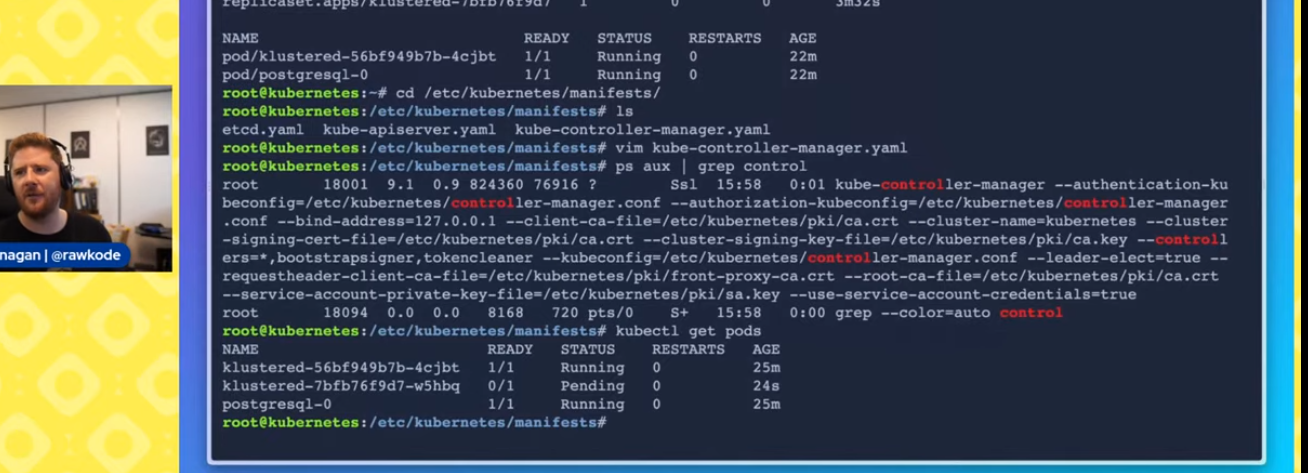 replicaset.apps/klustered-7bfb76f9d7   1         0         0       3m32s
NAME                             READY   STATUS    RESTARTS   AGE
pod/klustered-56bf949b7b-4cjbt   1/1     Running   0          22m
pod/postgresql-0                 1/1     Running   0          22m
root@kubernetes:~# cd /etc/kubernetes/manifests/
root@kubernetes:/etc/kubernetes/manifests# ls
etcd.yaml  kube-apiserver.yaml  kube-controller-manager.yaml
root@kubernetes:/etc/kubernetes/manifests# vim kube-controller-manager.yaml
root@kubernetes:/etc/kubernetes/manifests# ps aux | grep control
root       18001  9.1  0.9 824360 76916 ?        Ssl  15:58   0:01 kube-controller-manager --authentication-ku
beconfig=/etc/kubernetes/controller-manager.conf --authorization-kubeconfig=/etc/kubernetes/controller-manager
.conf --bind-address=127.0.0.1 --client-ca-file=/etc/kubernetes/pki/ca.crt --cluster-name=kubernetes --cluster
-signing-cert-file=/etc/kubernetes/pki/ca.crt --cluster-signing-key-file=/etc/kubernetes/pki/ca.key --controll
ers=*,bootstrapsigner,tokencleaner --kubeconfig=/etc/kubernetes/controller-manager.conf --leader-elect=true --
requestheader-client-ca-file=/etc/kubernetes/pki/front-proxy-ca.crt --root-ca-file=/etc/kubernetes/pki/ca.crt
--service-account-private-key-file=/etc/kubernetes/pki/sa.key --use-service-account-credentials=true
root       18094  0.0  0.0   8168   720 pts/0    S+   15:58   0:00 grep --color=auto control
root@kubernetes:/etc/kubernetes/manifests# kubectl get pods
NAME                         READY   STATUS    RESTARTS   AGE
klustered-56bf949b7b-4cjbt   1/1     Running   0          25m
klustered-7bfb76f9d7-w5hbq   0/1     Pending   0          24s
postgresql-0                 1/1     Running   0          25m
root@kubernetes:/etc/kubernetes/manifests#
nagan | @rawkode